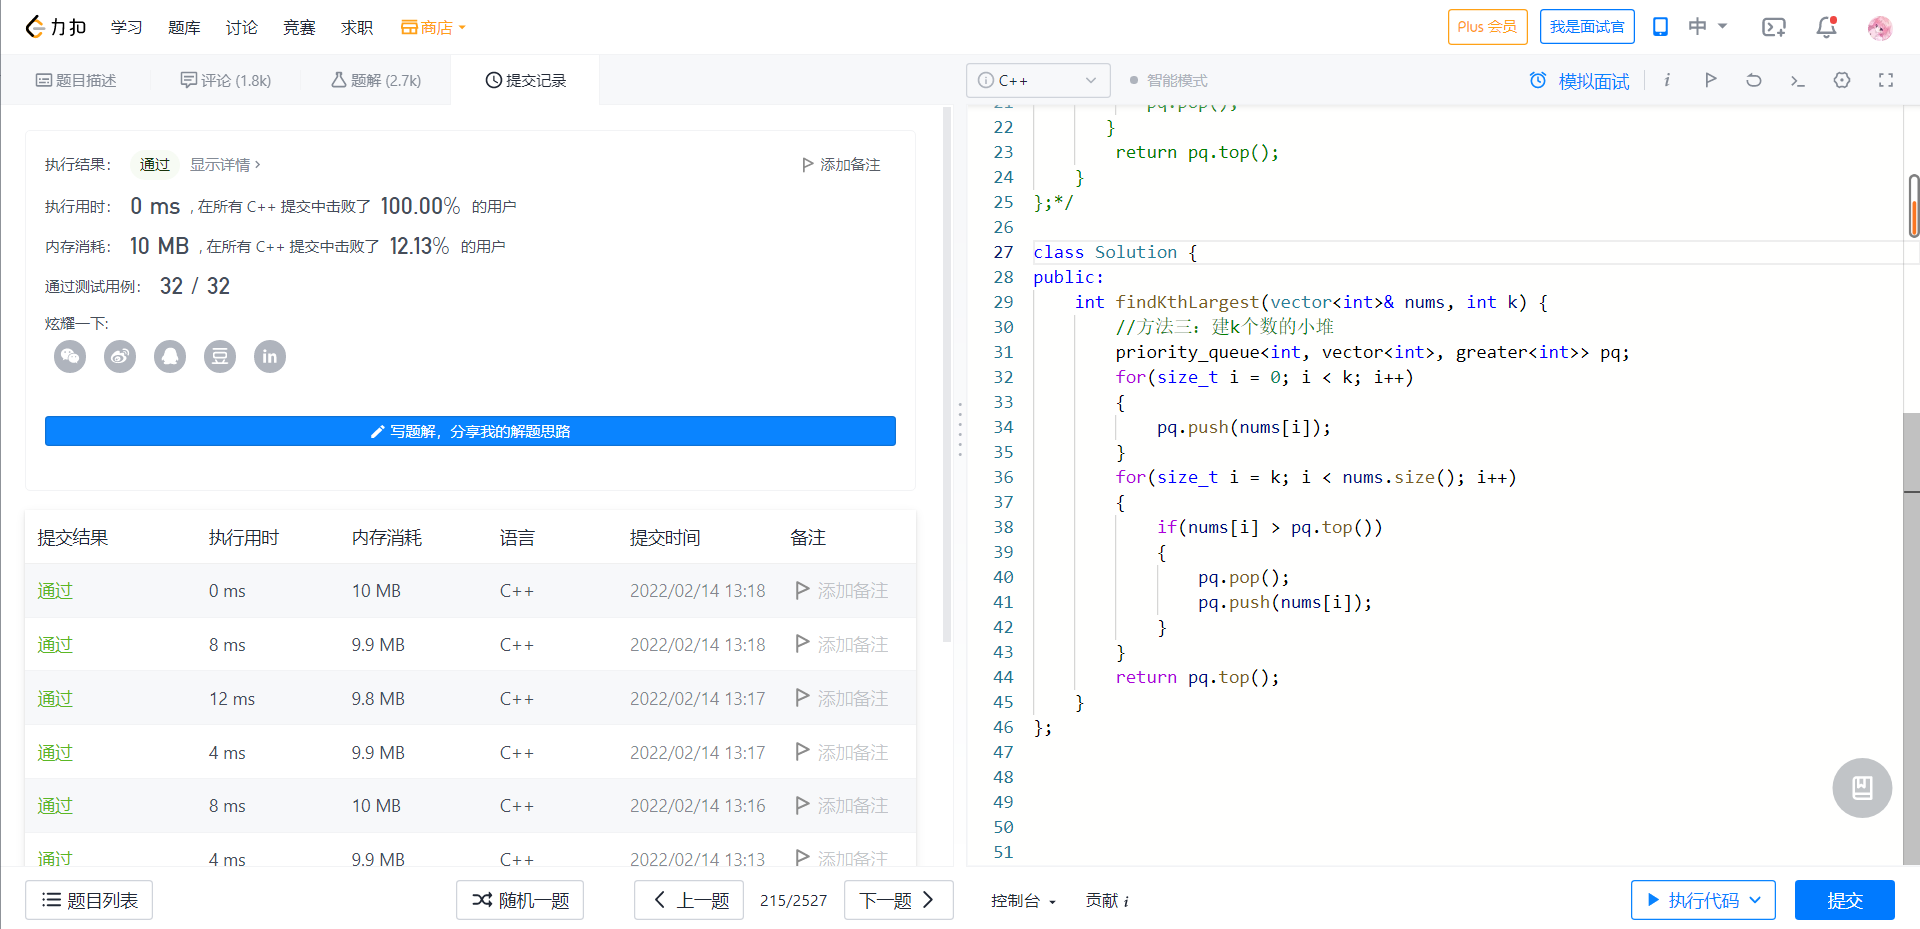 力扣 学习 题库 讨论 竞赛 求职 商店 Plus 会员 我是面试官 中
题目描述 评论 (1.8k) 题解 (2.7k) 提交记录
执行结果： 通过 显示详情 › 添加备注
执行用时： 0 ms , 在所有 C++ 提交中击败了 100.00% 的用户
内存消耗： 10 MB , 在所有 C++ 提交中击败了 12.13% 的用户
通过测试用例： 32 / 32
炫耀一下:
豆 in
写题解，分享我的解题思路
提交结果 执行用时 内存消耗 语言 提交时间 备注
通过 0 ms 10 MB C++ 2022/02/14 13:18 添加备注
通过 8 ms 9.9 MB C++ 2022/02/14 13:18 添加备注
通过 12 ms 9.8 MB C++ 2022/02/14 13:17 添加备注
通过 4 ms 9.9 MB C++ 2022/02/14 13:17 添加备注
通过 8 ms 10 MB C++ 2022/02/14 13:16 添加备注
通过 4 ms 9.9 MB C++ 2022/02/14 13:13 添加备注
题目列表 随机一题 上一题 215/2527 下一题
C++ 智能模式 模拟面试 i
21 pq.pop();
22 }
23 return pq.top();
24 }
25 };*/
26
27 class Solution {
28 public:
29 int findKthLargest(vector<int>& nums, int k) {
30 //方法三：建k个数的小堆
31 priority_queue<int, vector<int>, greater<int>> pq;
32 for(size_t i = 0; i < k; i++)
33 {
34 pq.push(nums[i]);
35 }
36 for(size_t i = k; i < nums.size(); i++)
37 {
38 if(nums[i] > pq.top())
39 {
40 pq.pop();
41 pq.push(nums[i]);
42 }
43 }
44 return pq.top();
45 }
46 };
47
48
49
50
51
控制台 贡献 i 执行代码 提交